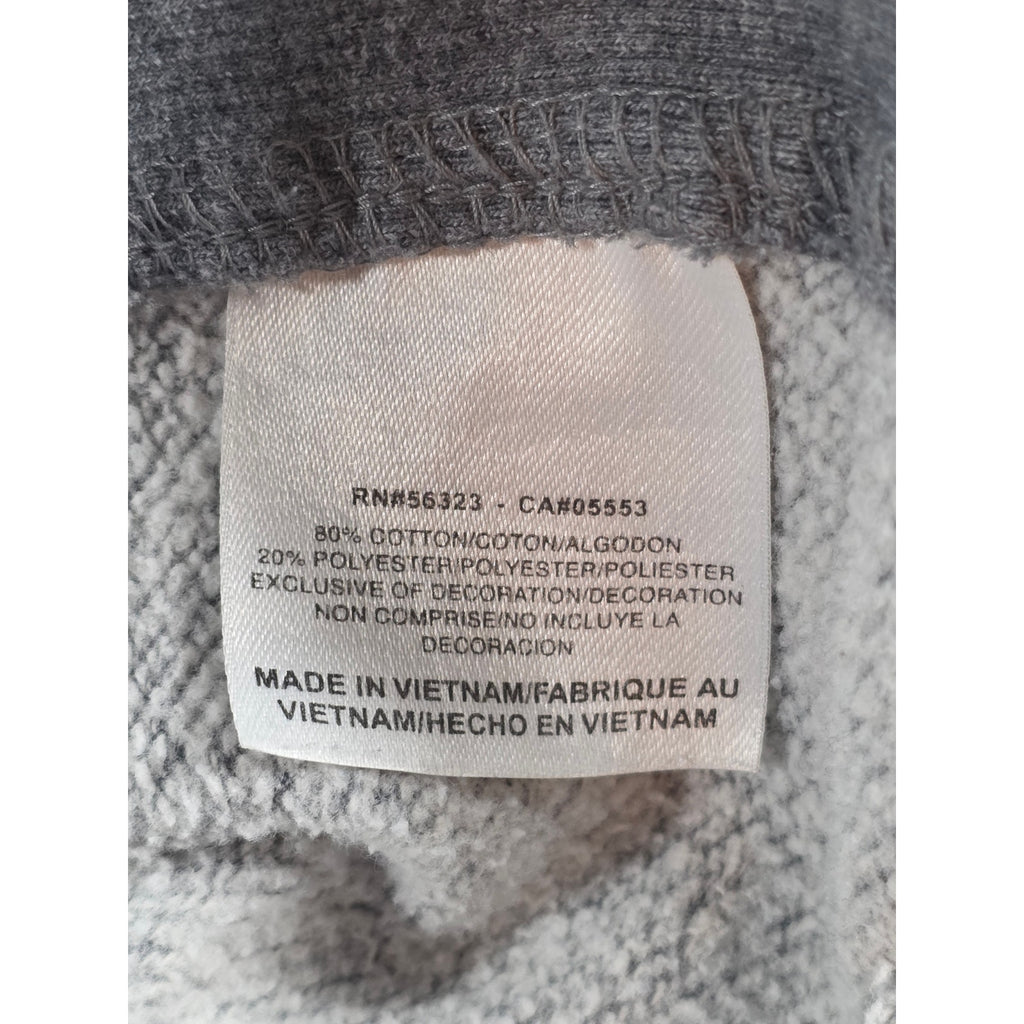 RN#56323 - CA#05553
80% COTTON/COTON/ALGODON
20% POLYESTER/POLYESTER/POLIESTER
EXCLUSIVE OF DECORATION/DECORATION
NON COMPRISE/NO INCLUYE LA
DECORACION
MADE IN VIETNAM/FABRIQUE AU
VIETNAM/HECHO EN VIETNAM